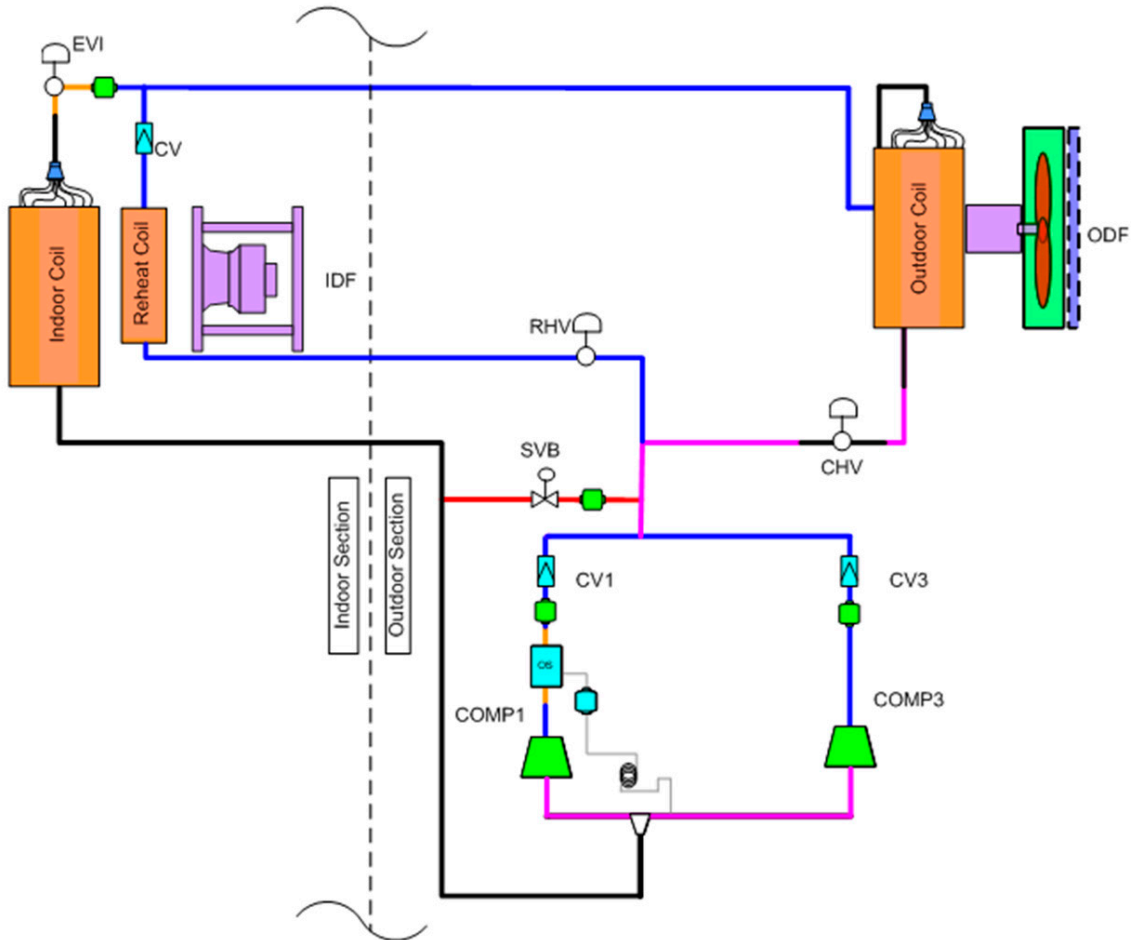 EVI
CV
Indoor Coil
Reheat Coil
IDF
Outdoor Coil
ODF
RHV
CHV
SVB
Indoor Section
Outdoor Section
CV1
CV3
OS
COMP1
COMP3